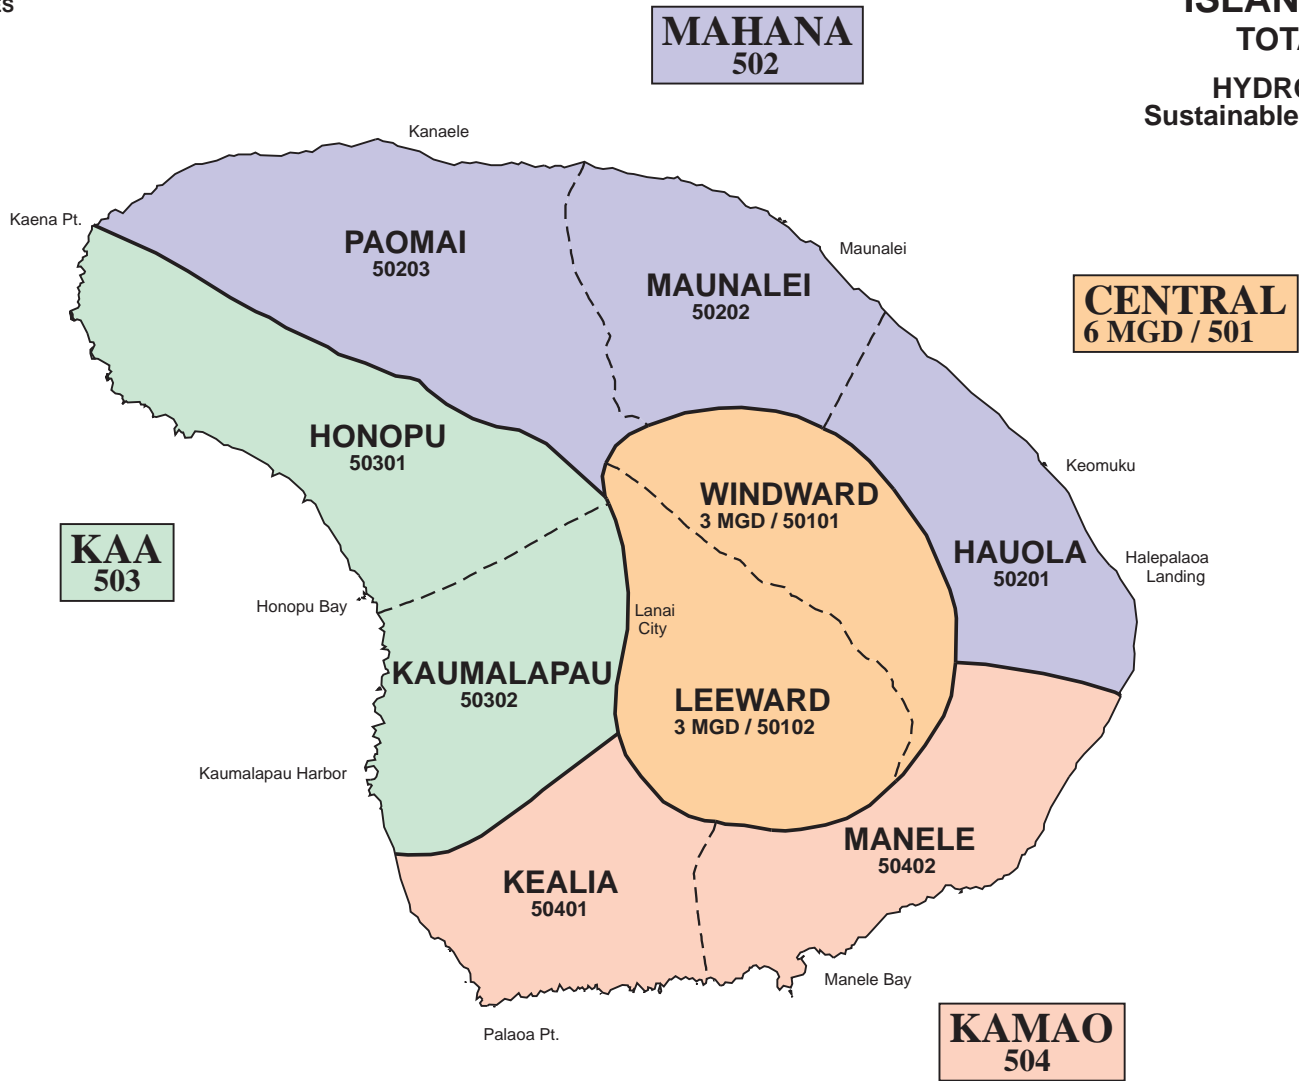 MAHANA
502
Kanaele
Kaena Pt.
PAOMAI
50203
MAUNALEI
50202
Maunalei
CENTRAL
6 MGD / 501
HONOPU
50301
WINDWARD
3 MGD / 50101
Keomuku
KAA
503
HAUOLA
50201
Halepalaoa
Landing
Honopu Bay
Lanai
City
KAUMALAPAU
50302
LEEWARD
3 MGD / 50102
Kaumalapau Harbor
MANELE
50402
KEALIA
50401
Manele Bay
Palaoa Pt.
KAMAO
504
Sustainable